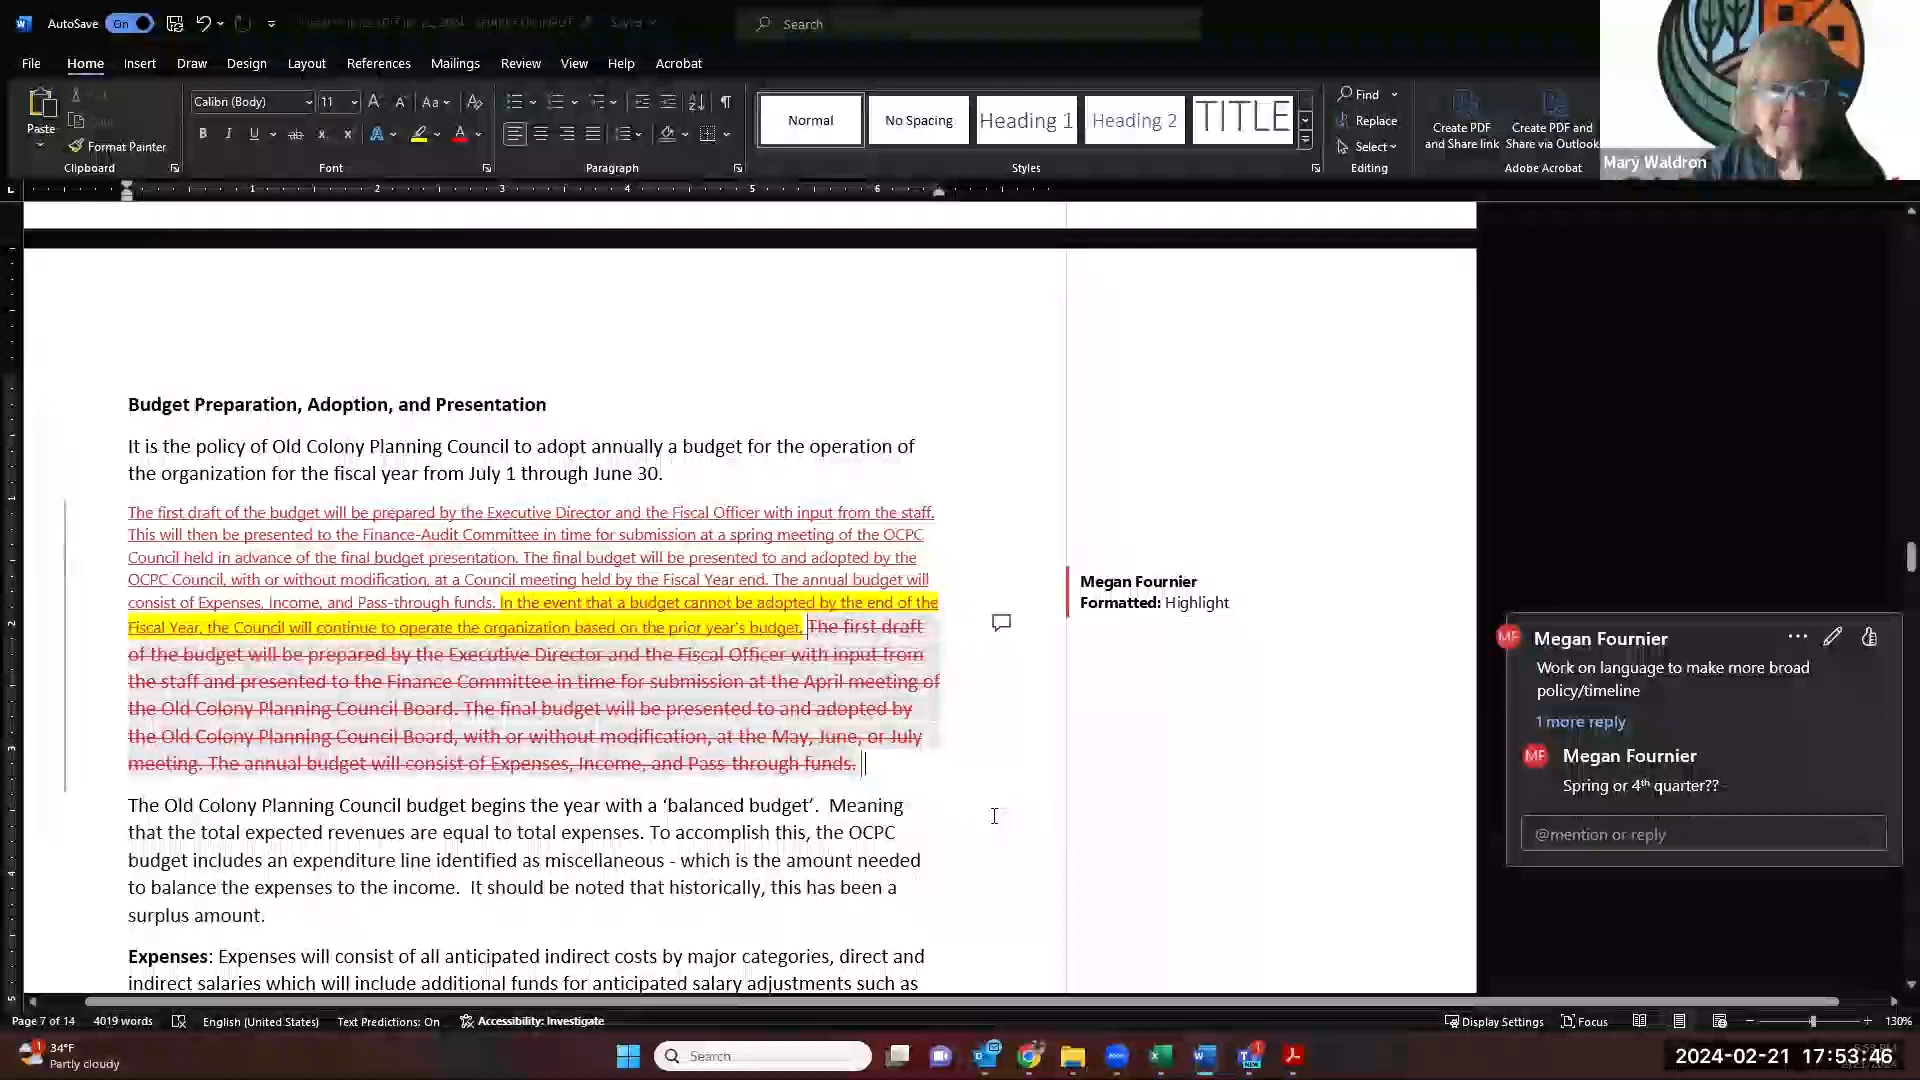 AutoSave On
Search
File Home Insert Draw Design Layout References Mailings Review View Help Acrobat
Paste
Format Painter
Clipboard
Calibri (Body) 11
Font
Paragraph
Normal
No Spacing
Heading 1
Heading 2
TITLE
Styles
Find
Replace
Select
Editing
Create PDF
and Share link
Create PDF and
Share via Outlook
Adobe Acrobat
Mary Waldron
1 2 3 4 5 6
Budget Preparation, Adoption, and Presentation
It is the policy of Old Colony Planning Council to adopt annually a budget for the operation of
the organization for the fiscal year from July 1 through June 30.
The first draft of the budget will be prepared by the Executive Director and the Fiscal Officer with input from the staff.
This will then be presented to the Finance-Audit Committee in time for submission at a spring meeting of the OCPC
Council held in advance of the final budget presentation. The final budget will be presented to and adopted by the
OCPC Council, with or without modification, at a Council meeting held by the Fiscal Year end. The annual budget will
consist of Expenses, Income, and Pass-through funds. In the event that a budget cannot be adopted by the end of the
Fiscal Year, the Council will continue to operate the organization based on the prior year's budget. The first draft
of the budget will be prepared by the Executive Director and the Fiscal Officer with input from
the staff and presented to the Finance Committee in time for submission at the April meeting of
the Old Colony Planning Council Board. The final budget will be presented to and adopted by
the Old Colony Planning Council Board, with or without modification, at the May, June, or July
meeting. The annual budget will consist of Expenses, Income, and Pass-through funds.
The Old Colony Planning Council budget begins the year with a ‘balanced budget’. Meaning
that the total expected revenues are equal to total expenses. To accomplish this, the OCPC
budget includes an expenditure line identified as miscellaneous - which is the amount needed
to balance the expenses to the income. It should be noted that historically, this has been a
surplus amount.
Expenses: Expenses will consist of all anticipated indirect costs by major categories, direct and
indirect salaries which will include additional funds for anticipated salary adjustments such as
Megan Fournier
Formatted: Highlight
MF Megan Fournier
Work on language to make more broad
policy/timeline
1 more reply
MF Megan Fournier
Spring or 4th quarter??
@mention or reply
Page 7 of 14 4019 words English (United States) Text Predictions: On Accessibility: Investigate
Display Settings Focus 130%
34°F
Partly cloudy
Search
2024-02-21 17:53:46